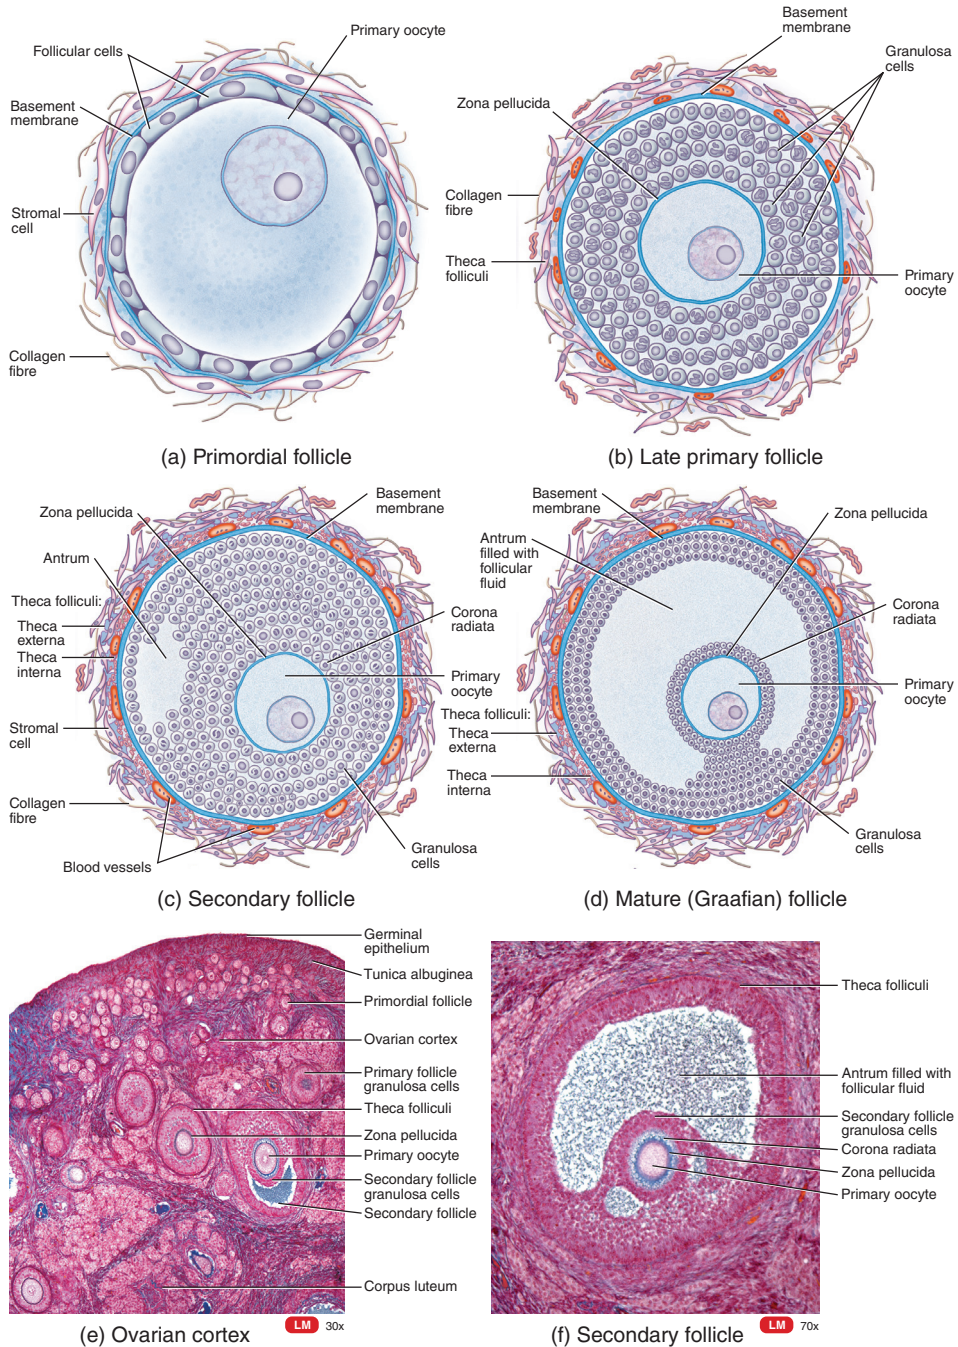 Primary oocyte
Follicular cells
Basement
membrane
Stromal
cell
Collagen
fibre
(a) Primordial follicle
Basement
membrane
Granulosa
cells
Zona pellucida
Collagen
fibre
Theca
folliculi
Primary
oocyte
(b) Late primary follicle
Basement
membrane
Zona pellucida
Antrum
Theca folliculi:
Theca
externa
Theca
interna
Corona
radiata
Primary
oocyte
Stromal
cell
Collagen
fibre
Blood vessels
Granulosa
cells
(c) Secondary follicle
Basement
membrane
Zona pellucida
Antrum
filled with
follicular
fluid
Corona
radiata
Primary
oocyte
Theca folliculi:
Theca
externa
Theca
interna
Granulosa
cells
(d) Mature (Graafian) follicle
Germinal
epithelium
Tunica albuginea
Primordial follicle
Ovarian cortex
Primary follicle
granulosa cells
Theca folliculi
Zona pellucida
Primary oocyte
Secondary follicle
granulosa cells
Secondary follicle
Corpus luteum
LM 30x
(e) Ovarian cortex
Theca folliculi
Antrum filled with
follicular fluid
Secondary follicle
granulosa cells
Corona radiata
Zona pellucida
Primary oocyte
LM 70x
(f) Secondary follicle